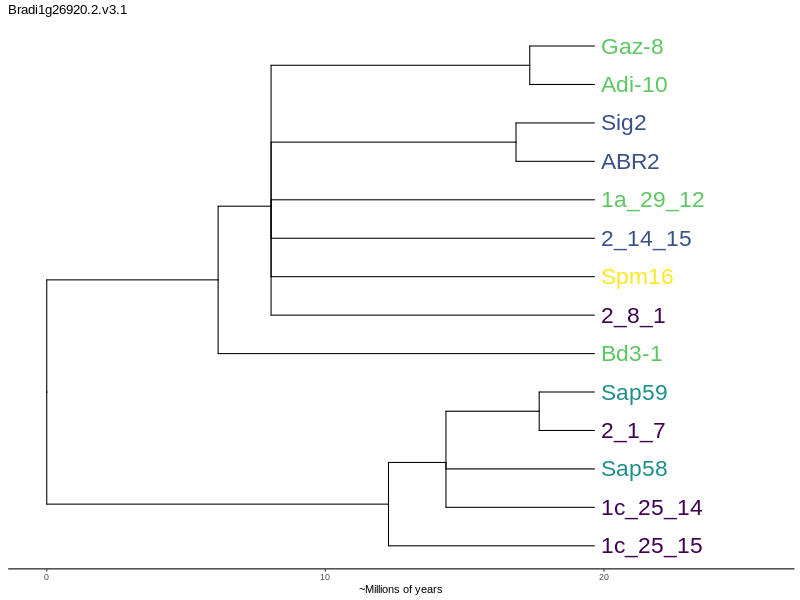 Bradi1g26920.2.v3.1
Gaz-8
Adi-10
Sig2
ABR2
1a_29_12
2_14_15
Spm16
2_8_1
Bd3-1
Sap59
2_1_7
Sap58
1c_25_14
1c_25_15
0 10 20
~Millions of years